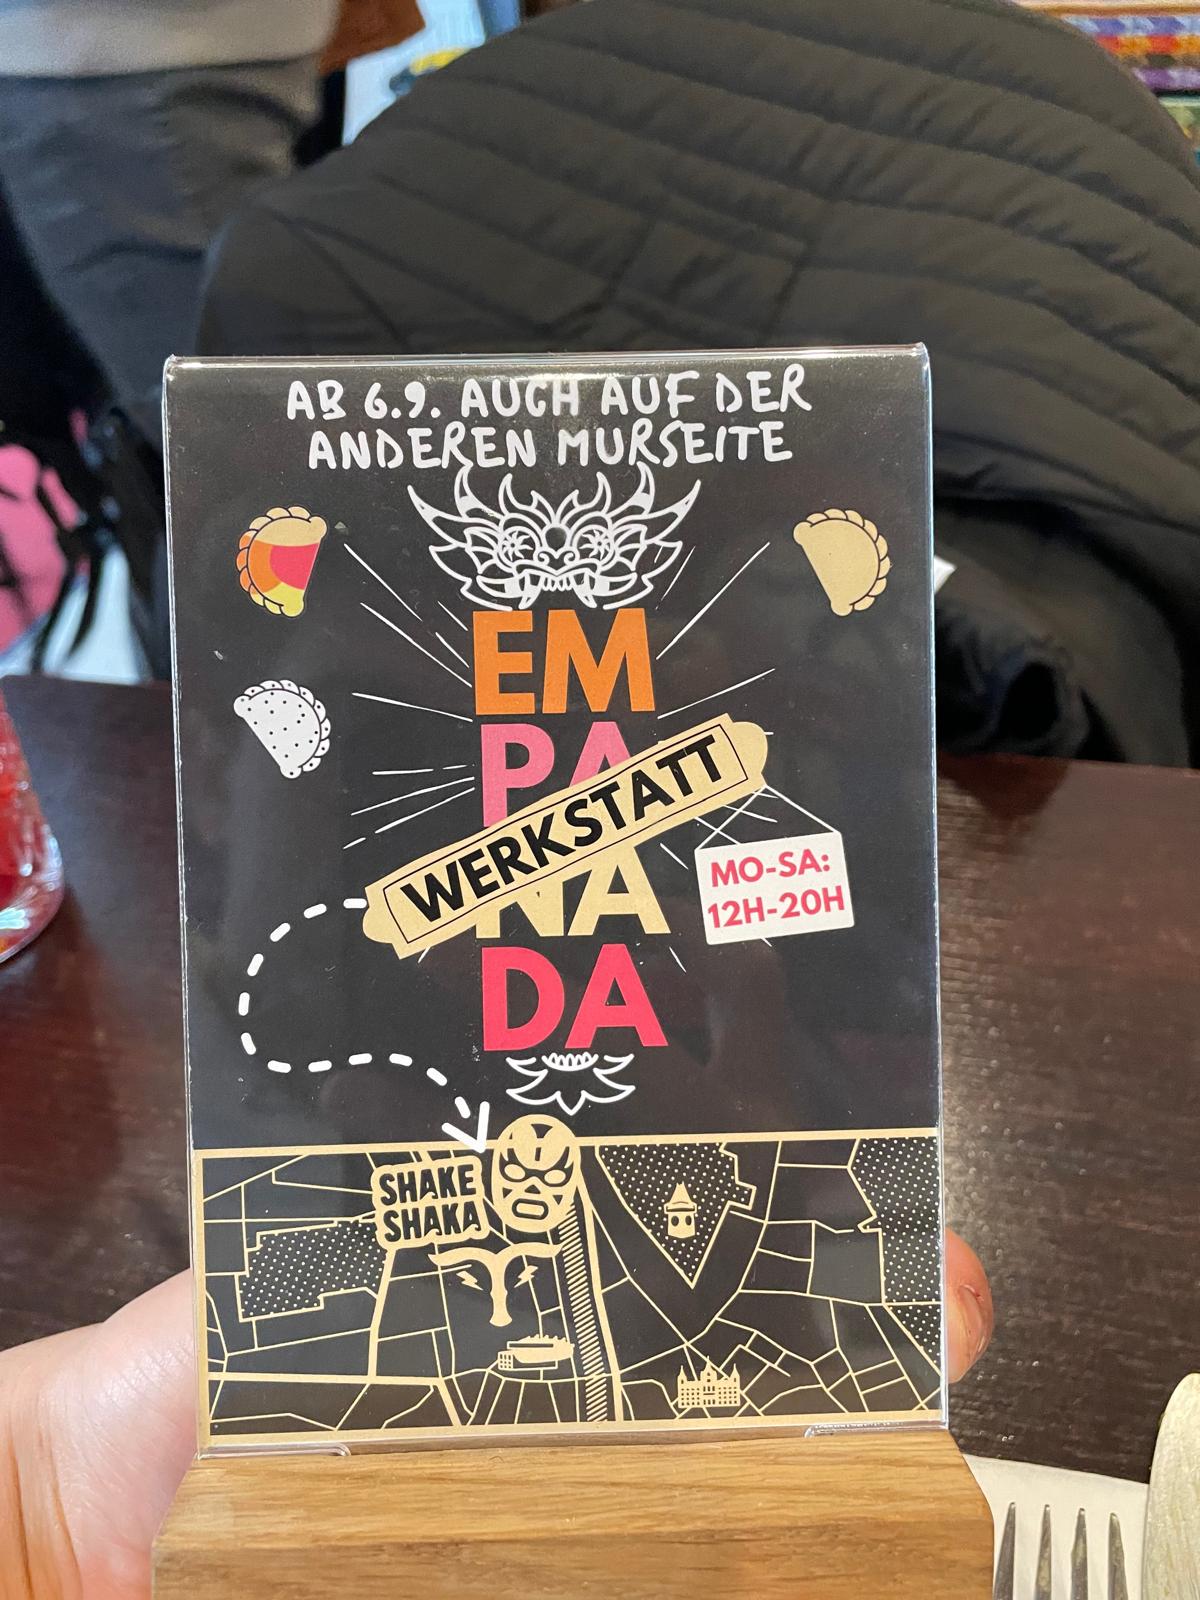 AB 6.9. AUCH AUF DER
ANDEREN MURSEITE
EM
PA
NA
DA
WERKSTATT
MO-SA:
12H-20H
SHAKE
SHAKA